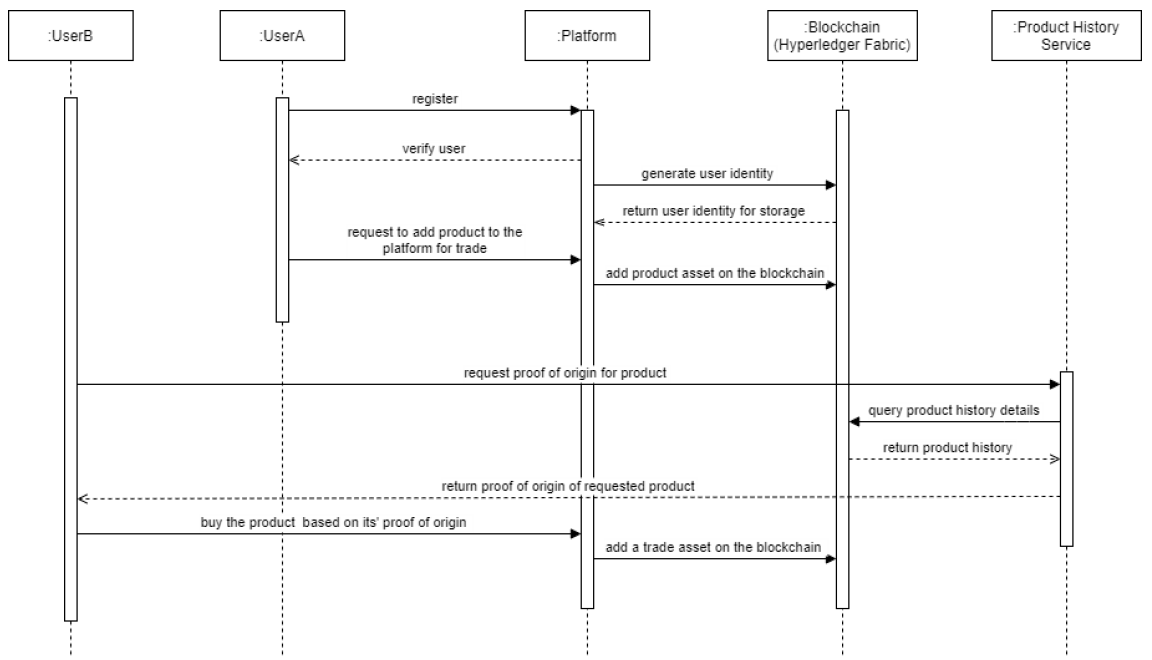 :UserB
:UserA
:Platform
:Blockchain
(Hyperledger Fabric)
:Product History
Service
register
verify user
generate user identity
return user identity for storage
request to add product to the
platform for trade
add product asset on the blockchain
request proof of origin for product
query product history details
return product history
return proof of origin of requested product
buy the product  based on its' proof of origin
add a trade asset on the blockchain